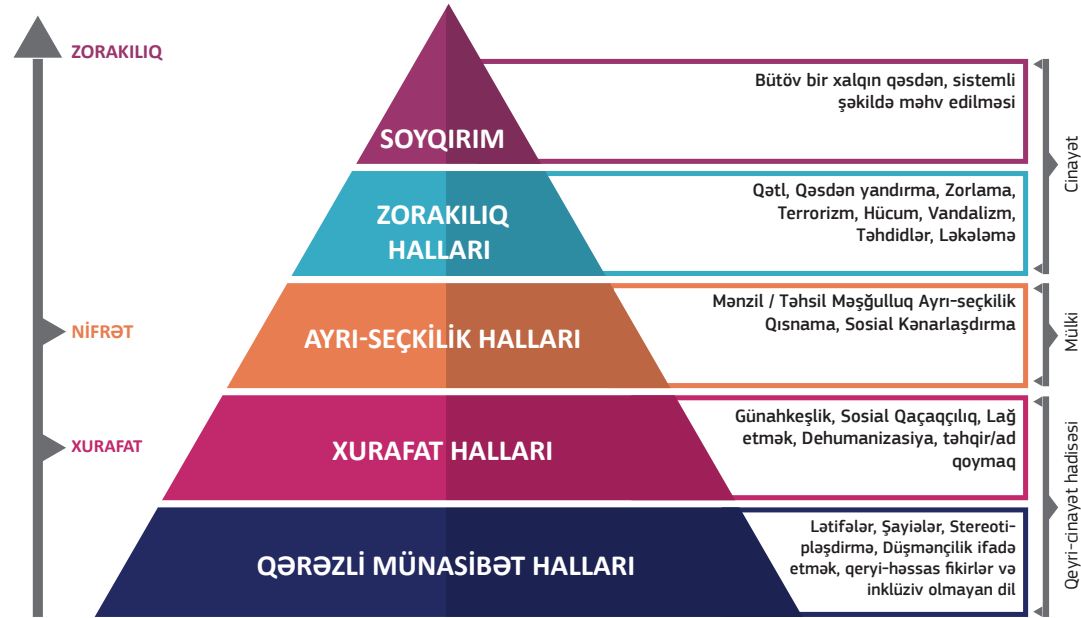 ZORAKILIQ
NİFRƏT
XURAFAT
SOYQIRIM
Bütöv bir xalqın qəsdən, sistemli
şəkildə məhv edilməsi
ZORAKILIQ
HALLARI
Qətl, Qəsdən yandırma, Zorlama,
Terrorizm, Hücum, Vandalizm,
Təhdidlər, Ləkələmə
Cinayət
AYRI-SEÇKİLİK HALLARI
Mənzil / Təhsil Məşğulluq Ayrı-seçkilik
Qısnama, Sosial Kənarlaşdırma
Mülki
XURAFAT HALLARI
Günahkeşlik, Sosial Qaçaqçılıq, Lağ
etmək, Dehumanizasiya, təhqir/ad
qoymaq
QƏRƏZLİ MÜNASİBƏT HALLARI
Lətifələr, Şayiələr, Stereoti-
pləşdirmə, Düşmənçilik ifadə
etmək, qeryi-həssas fikirlər və
inklüziv olmayan dil
Qeyri-cinayət hadisəsi